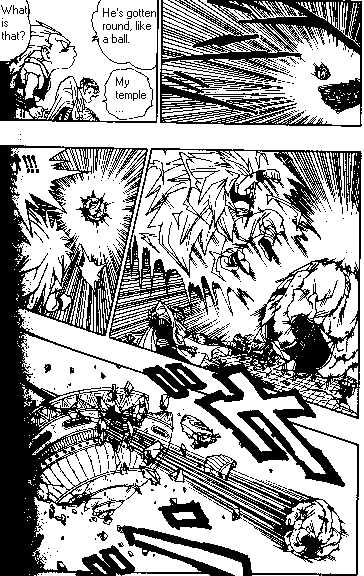 What
is
that?
He's gotten
round, like
a ball.
My
temple...
!!!